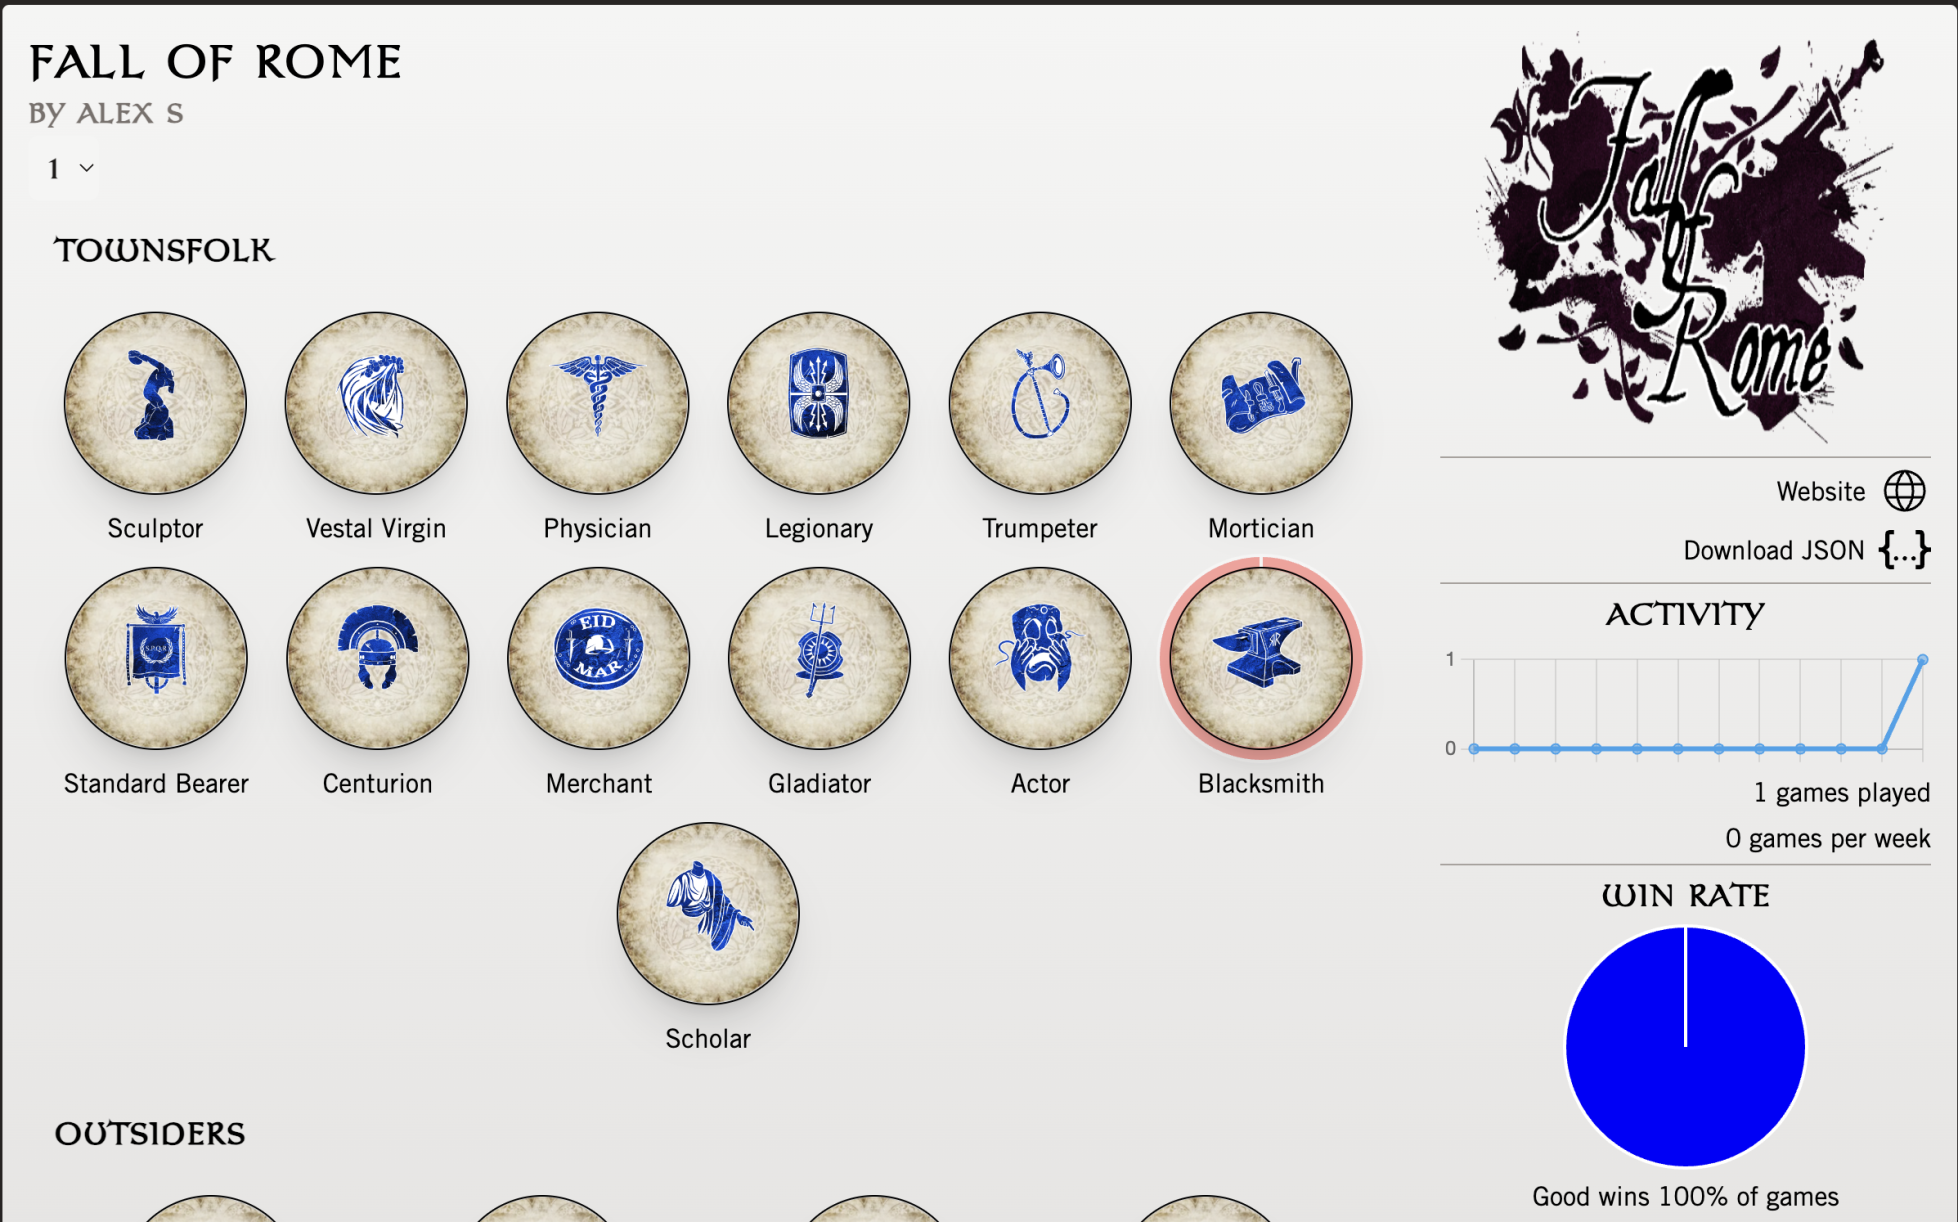 FALL OF ROME
BY ALEX S
1
TOWNSFOLK
Sculptor
Vestal Virgin
Physician
Legionary
Trumpeter
Mortician
S.P.Q.R
EID
MAR
Standard Bearer
Centurion
Merchant
Gladiator
Actor
Blacksmith
Scholar
OUTSIDERS
Fall
of
Rome
Website
Download JSON {...}
ACTIVITY
1
0
1 games played
0 games per week
WIN RATE
Good wins 100% of games